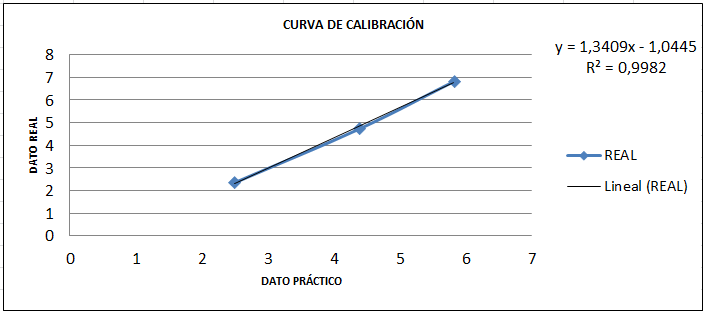 CURVA DE CALIBRACIÓN
y = 1,3409x - 1,0445
R² = 0,9982
DATO REAL
8
7
6
5
4
3
2
1
0
0 1 2 3 4 5 6 7
DATO PRÁCTICO
REAL
Lineal (REAL)